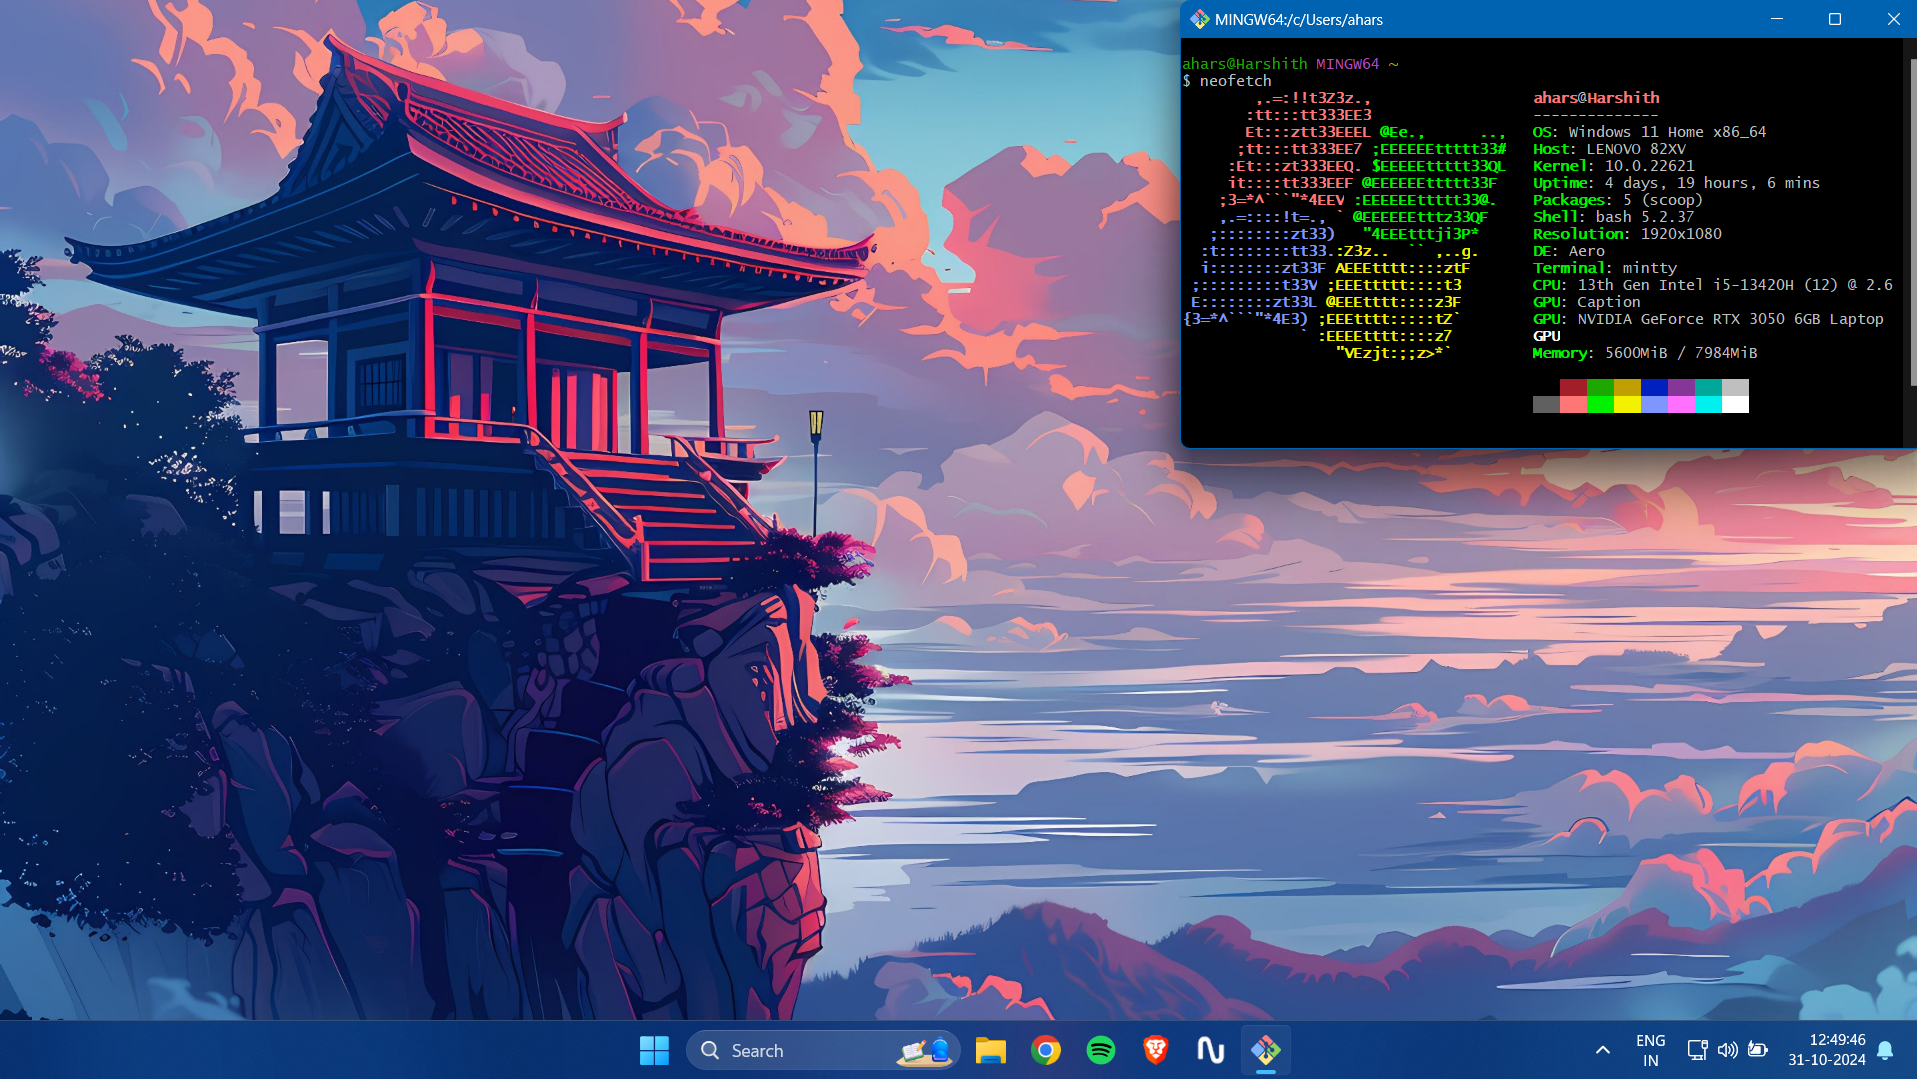 MINGW64:/c/Users/ahars
ahars@Harshith MINGW64 ~
$ neofetch
,.=:!!t3Z3z., ahars@Harshith
:tt:::tt333EE3 --------------
Et:::ztt33EEEL @Ee., .., OS: Windows 11 Home x86_64
;tt:::tt333EE7 ;EEEEEEttttt33# Host: LENOVO 82XV
:Et:::zt333EEQ. $EEEEEttttt33QL Kernel: 10.0.22621
it::::tt333EEF @EEEEEEttttt33F Uptime: 4 days, 19 hours, 6 mins
;3=*^```"*4EEV :EEEEEEttttt33@. Packages: 5 (scoop)
,.=::::!t=., ` @EEEEEEtttz33QF Shell: bash 5.2.37
;::::::::zt33) "4EEEtttji3P* Resolution: 1920x1080
:t::::::::tt33.:Z3z.. `` ,..g. DE: Aero
i::::::::zt33F AEEEtttt::::ztF Terminal: mintty
;:::::::::t33V ;EEEttttt::::t3 CPU: 13th Gen Intel i5-13420H (12) @ 2.6
E::::::::zt33L @EEEtttt::::z3F GPU: Caption
{3=*^```"*4E3) ;EEEtttt:::::tZ` GPU: NVIDIA GeForce RTX 3050 6GB Laptop
` :EEEEtttt::::z7 GPU
"VEzjt:;;z>*` Memory: 5600MiB / 7984MiB
Search
ENG
IN
12:49:46
31-10-2024